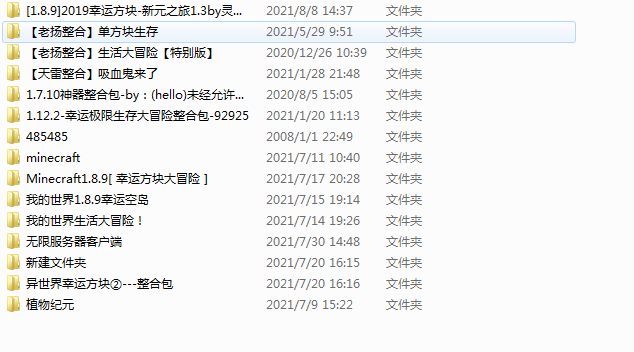 [1.8.9]2019幸运方块-新元之旅1.3by灵... 2021/8/8 14:37 文件夹
【老扬整合】单方块生存 2021/5/29 9:51 文件夹
【老扬整合】生活大冒险【特别版】 2020/12/26 10:39 文件夹
【天雷整合】吸血鬼来了 2021/1/28 21:48 文件夹
1.7.10神器整合包-by：(hello)未经允许... 2020/8/5 15:05 文件夹
1.12.2-幸运极限生存大冒险整合包-92925 2021/1/20 11:13 文件夹
485485 2008/1/1 22:49 文件夹
minecraft 2021/7/11 10:40 文件夹
Minecraft1.8.9[ 幸运方块大冒险 ] 2021/7/17 20:28 文件夹
我的世界1.8.9幸运空岛 2021/7/15 19:14 文件夹
我的世界生活大冒险！ 2021/7/14 19:26 文件夹
无限服务器客户端 2021/7/30 14:48 文件夹
新建文件夹 2021/7/20 16:15 文件夹
异世界幸运方块②---整合包 2021/7/20 16:16 文件夹
植物纪元 2021/7/9 15:22 文件夹